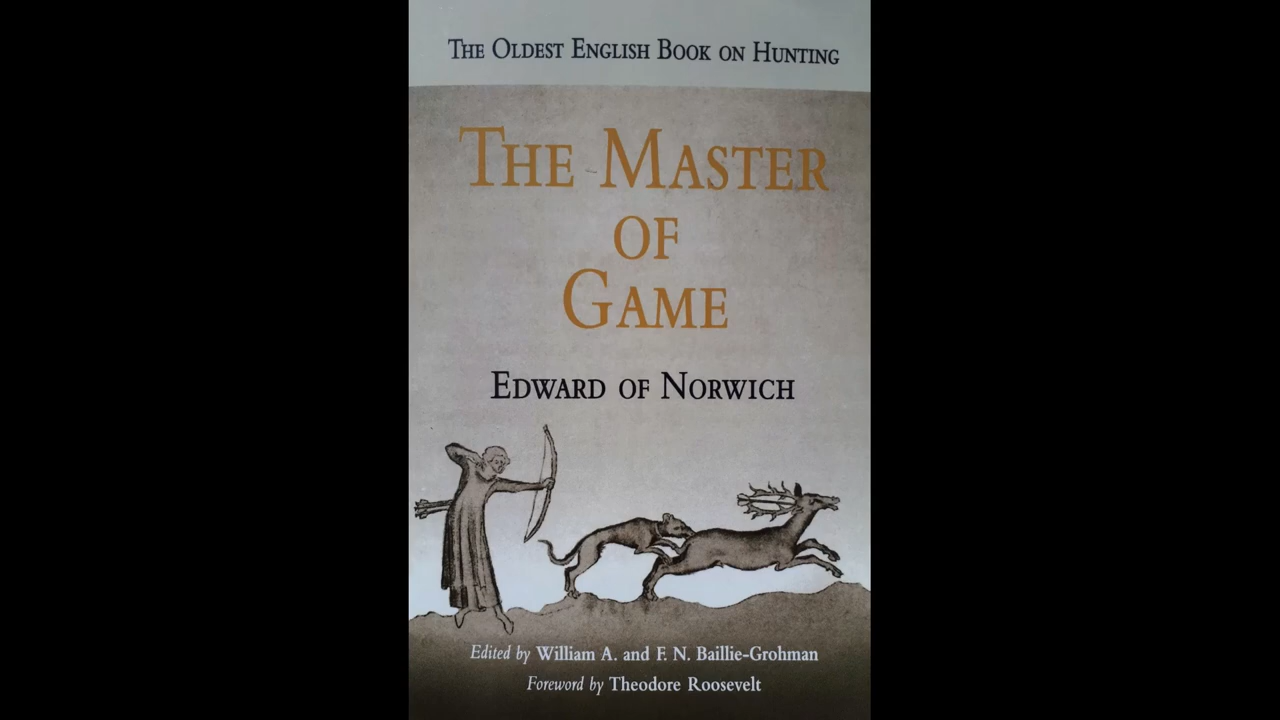 The Oldest English Book on Hunting
The Master
of
Game
Edward of Norwich
Edited by William A. and F. N. Baillie-Grohman
Foreword by Theodore Roosevelt